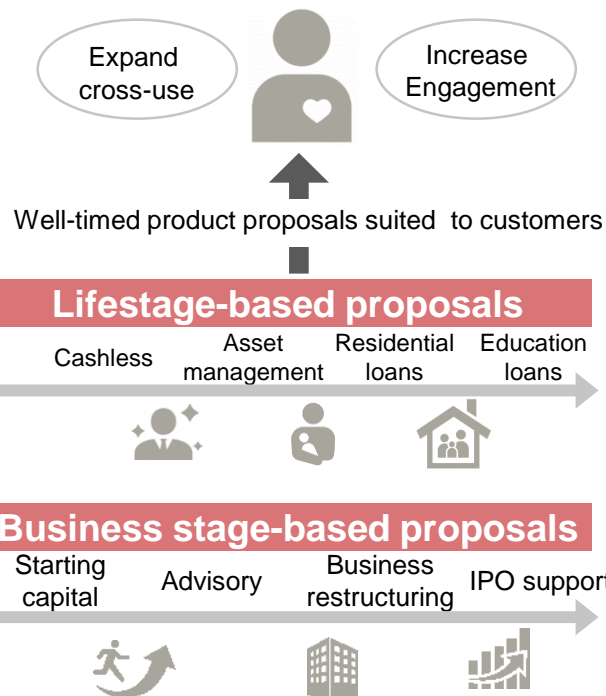 Expand
cross-use
Increase
Engagement
Well-timed product proposals suited to customers
Lifestage-based proposals
Cashless
Asset
management
Residential
loans
Education
loans
Business stage-based proposals
Starting
capital
Advisory
Business
restructuring
IPO support